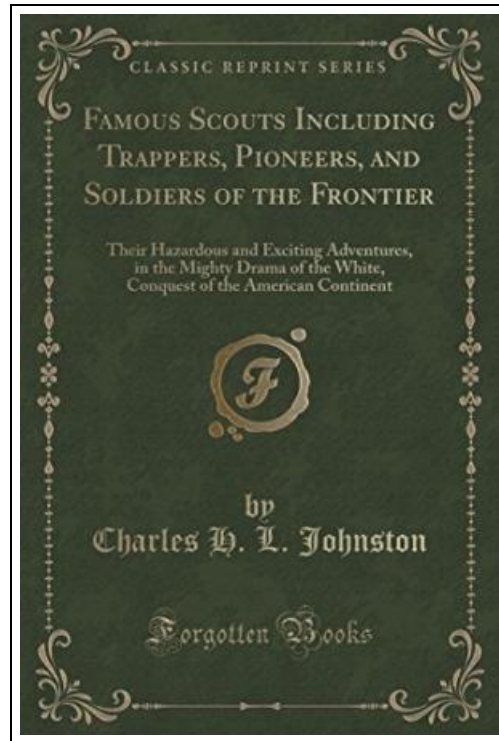 CLASSIC REPRINT SERIES
FAMOUS SCOUTS INCLUDING
TRAPPERS, PIONEERS, AND
SOLDIERS OF THE FRONTIER
Their Hazardous and Exciting Adventures,
in the Mighty Drama of the White,
Conquest of the American Continent
F
by
Charles H. L. Johnston
Forgotten Books